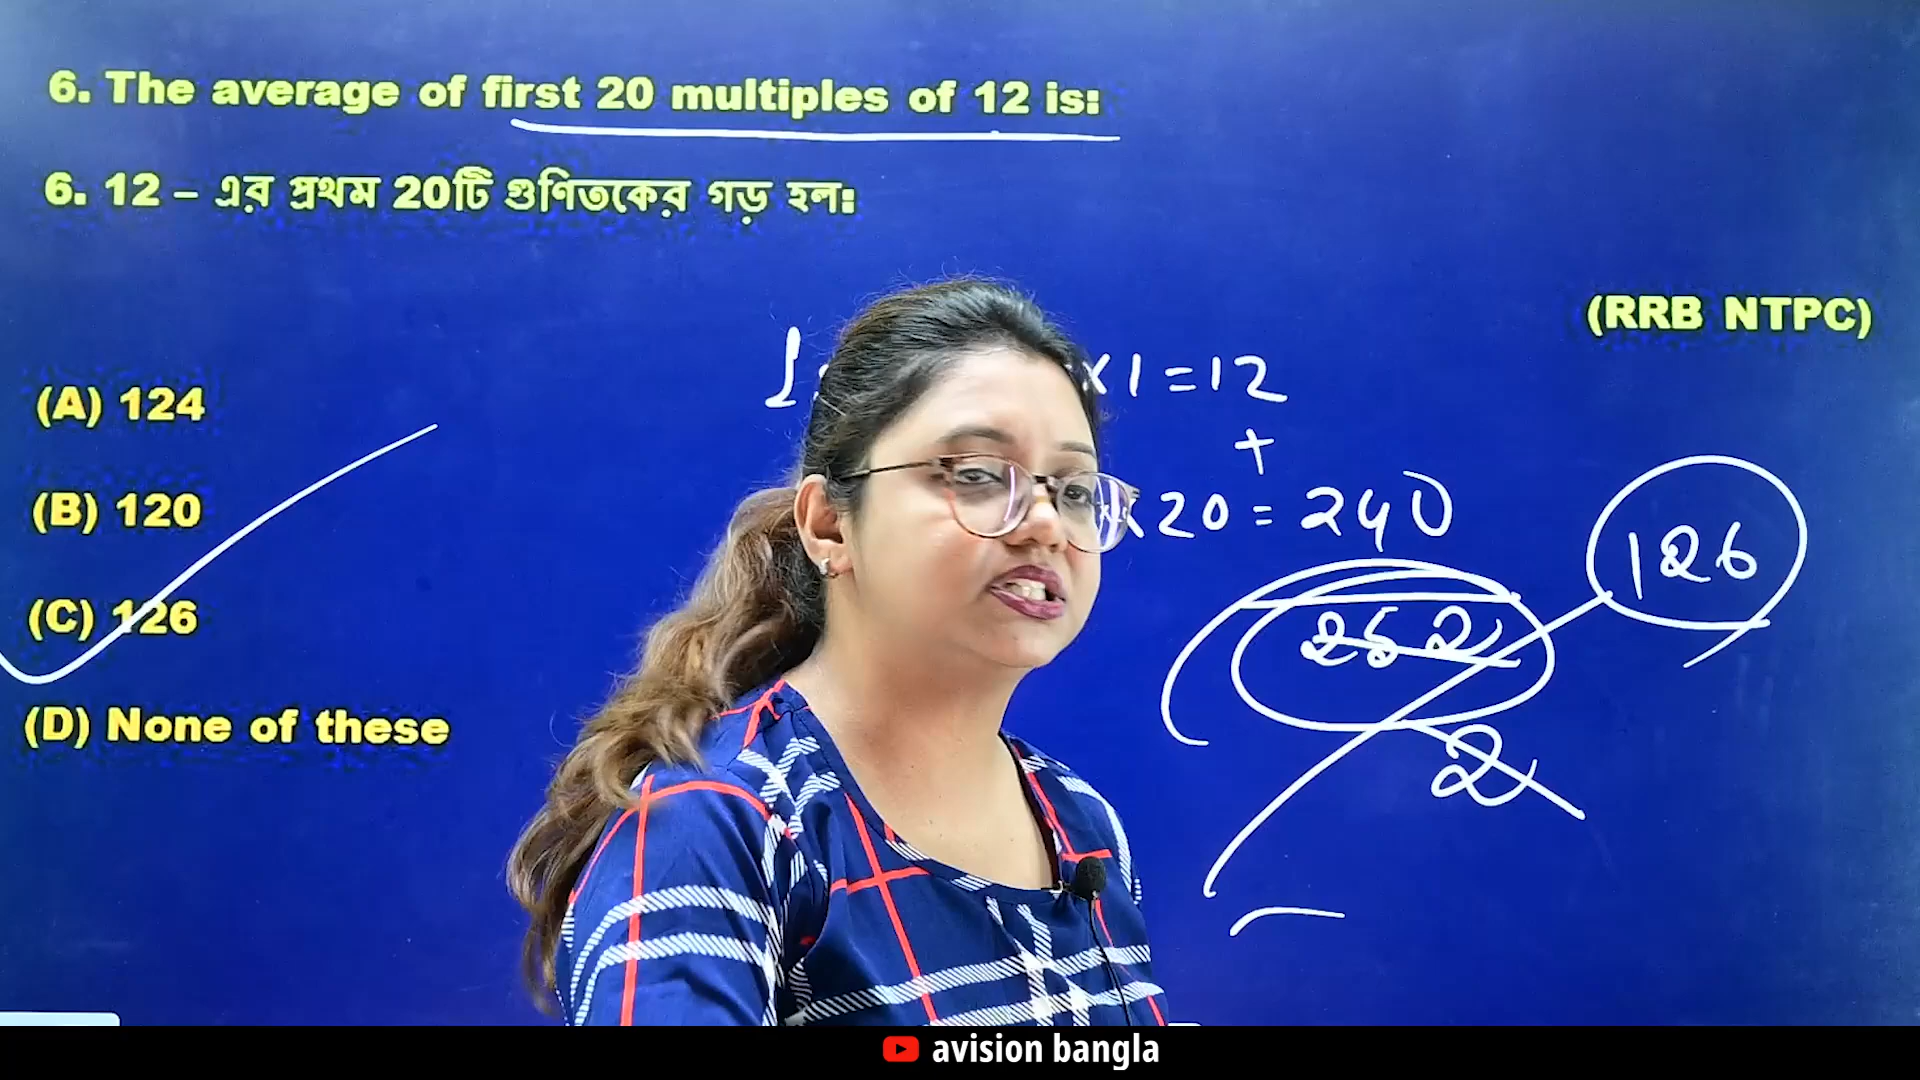 6. The average of first 20 multiples of 12 is:
6. 12 – এর প্রথম 20টি গুণিতকের গড় হল:
(RRB NTPC)
(A) 124
(B) 120
(C) 126
(D) None of these
×1 = 12
+
×20 = 240
252
2
126
avision bangla